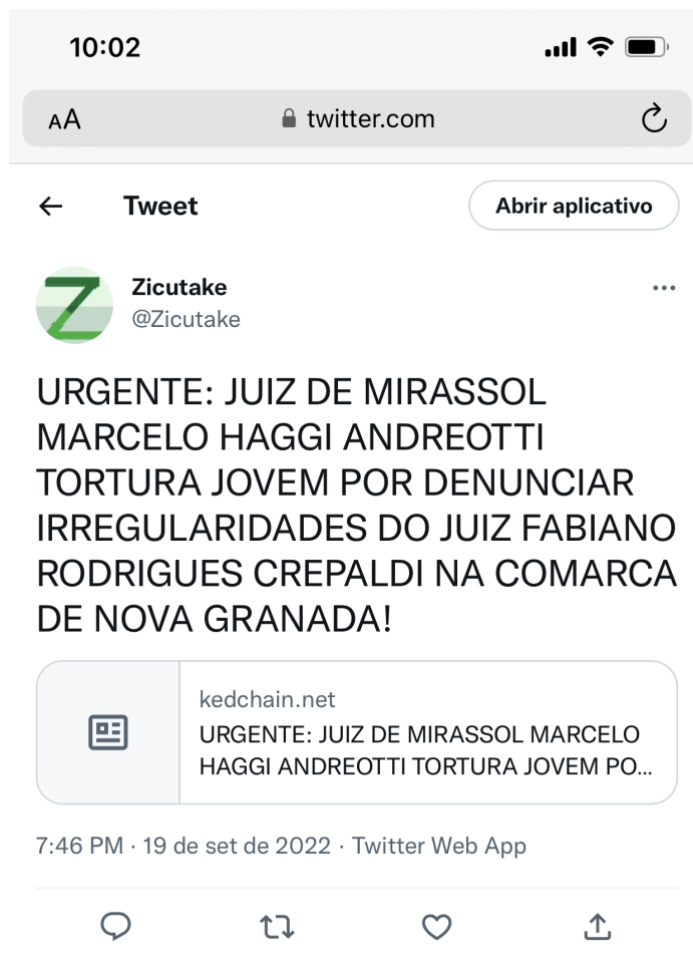 10:02
AA twitter.com
Tweet Abrir aplicativo
Zicutake
@Zicutake
URGENTE: JUIZ DE MIRASSOL
MARCELO HAGGI ANDREOTTI
TORTURA JOVEM POR DENUNCIAR
IRREGULARIDADES DO JUIZ FABIANO
RODRIGUES CREPALDI NA COMARCA
DE NOVA GRANADA!
kedchain.net
URGENTE: JUIZ DE MIRASSOL MARCELO
HAGGI ANDREOTTI TORTURA JOVEM PO...
7:46 PM · 19 de set de 2022 · Twitter Web App